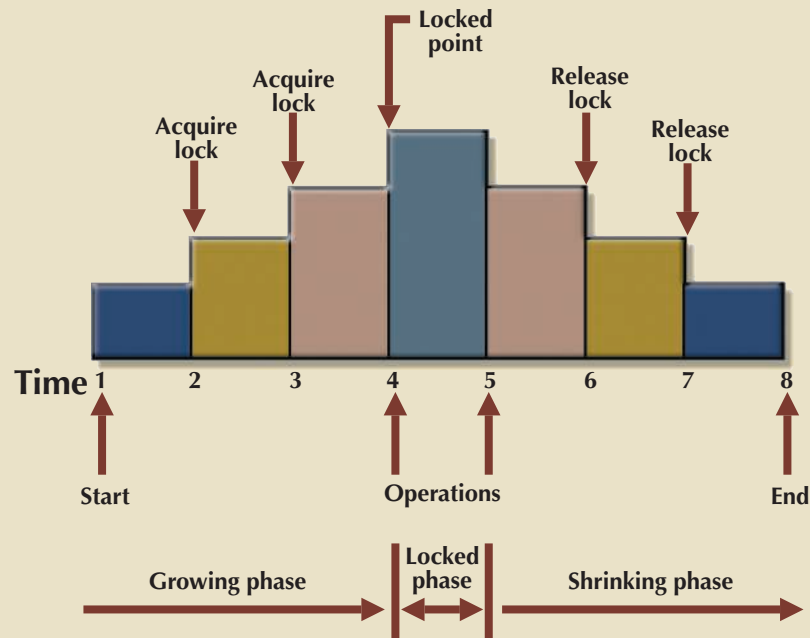 Locked
point
Acquire
lock
Release
lock
Acquire
lock
Release
lock
Time 1 2 3 4 5 6 7 8
Start
Operations
End
Growing phase
Locked
phase
Shrinking phase